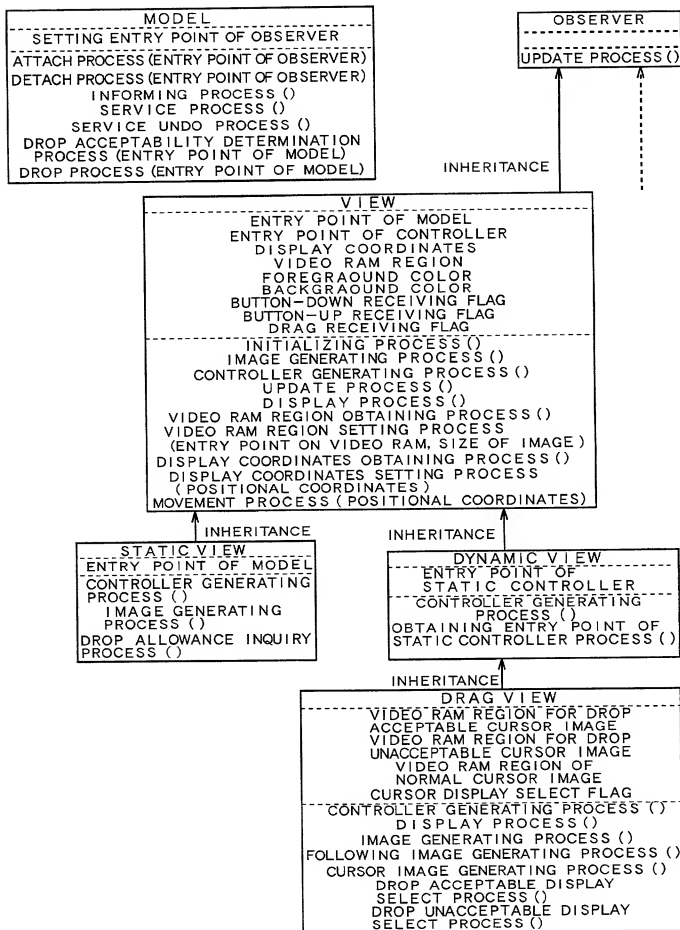 MODEL
SETTING ENTRY POINT OF OBSERVER
ATTACH PROCESS (ENTRY POINT OF OBSERVER)
DETACH PROCESS (ENTRY POINT OF OBSERVER)
INFORMING PROCESS ()
SERVICE PROCESS ()
SERVICE UNDO PROCESS ()
DROP ACCEPTABILITY DETERMINATION
PROCESS (ENTRY POINT OF MODEL)
DROP PROCESS (ENTRY POINT OF MODEL)
OBSERVER
UPDATE PROCESS ()
INHERITANCE
VIEW
ENTRY POINT OF MODEL
ENTRY POINT OF CONTROLLER
DISPLAY COORDINATES
VIDEO RAM REGION
FOREGRAOUND COLOR
BACKGRAOUND COLOR
BUTTON-DOWN RECEIVING FLAG
BUTTON-UP RECEIVING FLAG
DRAG RECEIVING FLAG
INITIALIZING PROCESS ()
IMAGE GENERATING PROCESS ()
CONTROLLER GENERATING PROCESS ()
UPDATE PROCESS ()
DISPLAY PROCESS ()
VIDEO RAM REGION OBTAINING PROCESS ()
VIDEO RAM REGION SETTING PROCESS
(ENTRY POINT ON VIDEO RAM, SIZE OF IMAGE)
DISPLAY COORDINATES OBTAINING PROCESS ()
DISPLAY COORDINATES SETTING PROCESS
(POSITIONAL COORDINATES)
MOVEMENT PROCESS (POSITIONAL COORDINATES)
INHERITANCE
STATIC VIEW
ENTRY POINT OF MODEL
CONTROLLER GENERATING
PROCESS ()
IMAGE GENERATING
PROCESS ()
DROP ALLOWANCE INQUIRY
PROCESS ()
INHERITANCE
DYNAMIC VIEW
ENTRY POINT OF
STATIC CONTROLLER
CONTROLLER GENERATING
PROCESS ()
OBTAINING ENTRY POINT OF
STATIC CONTROLLER PROCESS ()
INHERITANCE
DRAG VIEW
VIDEO RAM REGION FOR DROP
ACCEPTABLE CURSOR IMAGE
VIDEO RAM REGION FOR DROP
UNACCEPTABLE CURSOR IMAGE
VIDEO RAM REGION OF
NORMAL CURSOR IMAGE
CURSOR DISPLAY SELECT FLAG
CONTROLLER GENERATING PROCESS ()
DISPLAY PROCESS ()
IMAGE GENERATING PROCESS ()
FOLLOWING IMAGE GENERATING PROCESS ()
CURSOR IMAGE GENERATING PROCESS ()
DROP ACCEPTABLE DISPLAY
SELECT PROCESS ()
DROP UNACCEPTABLE DISPLAY
SELECT PROCESS ()